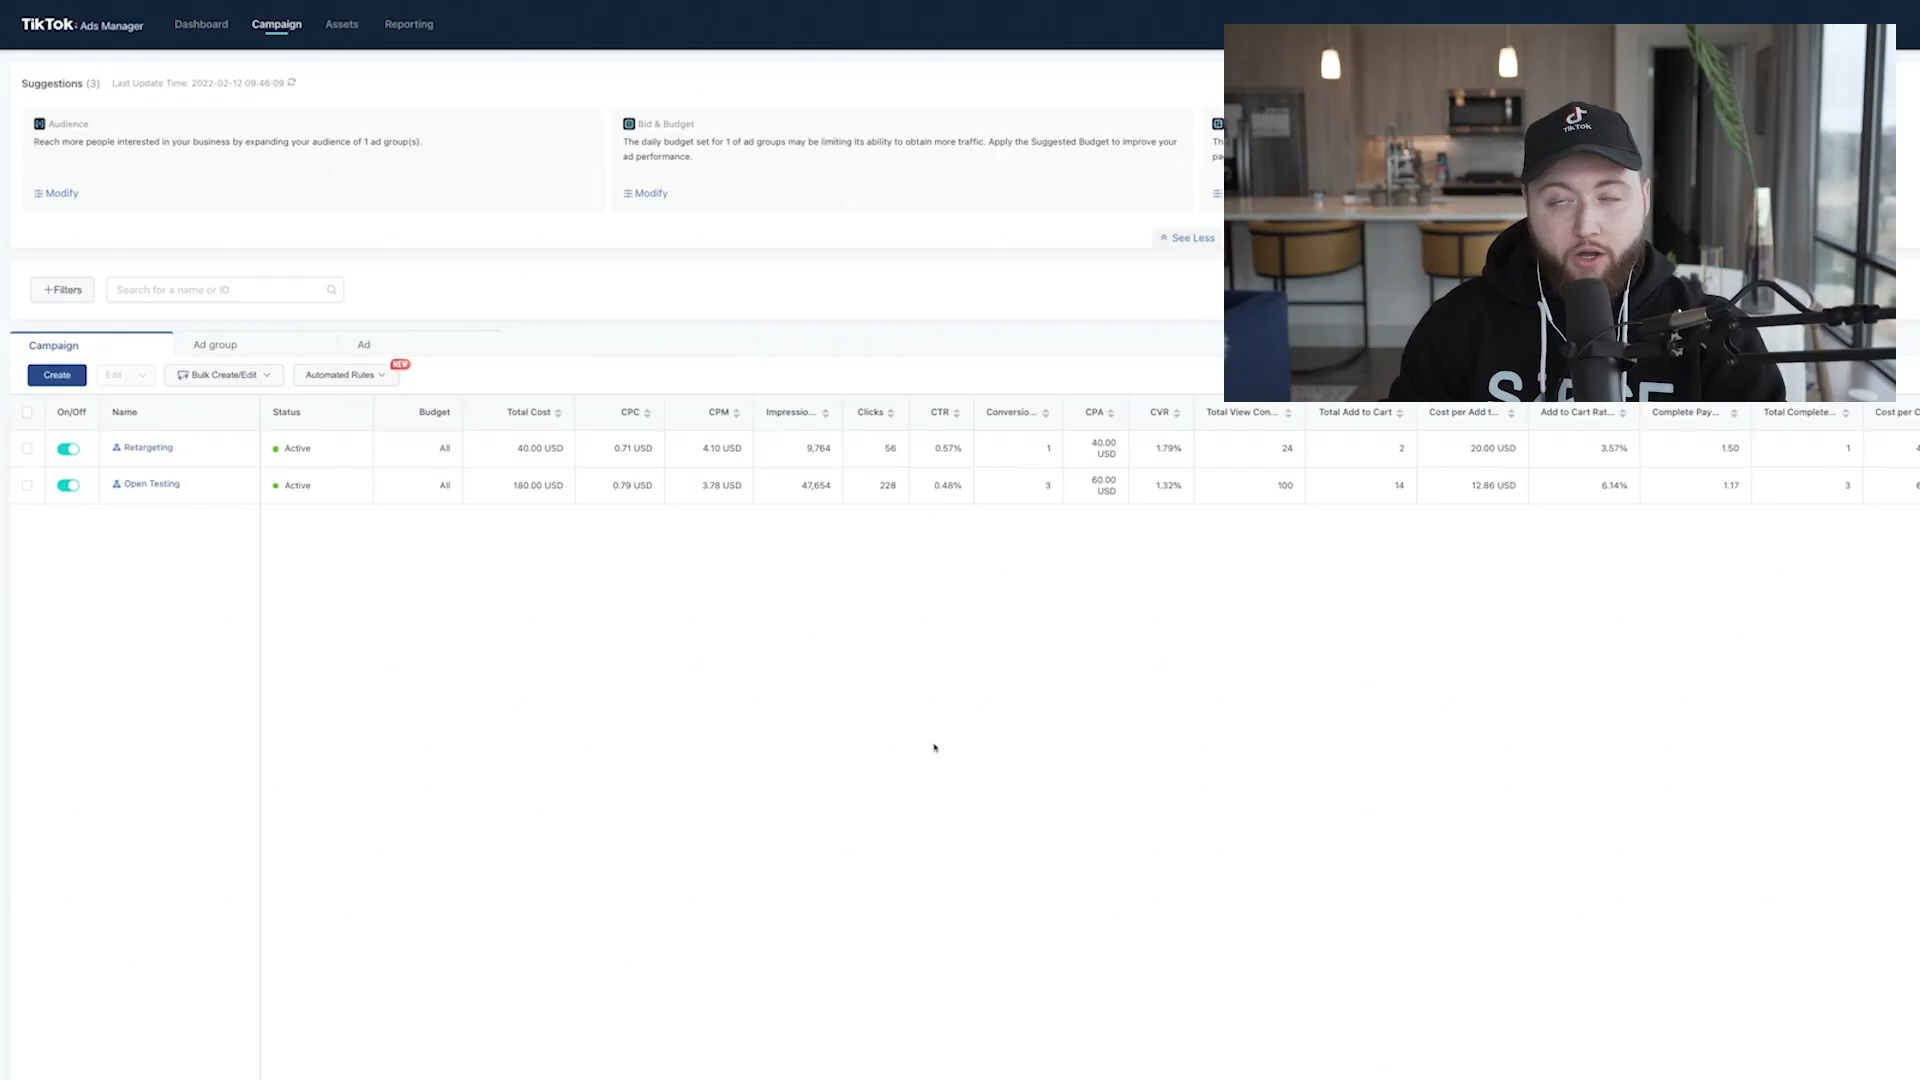 TikTok: Ads Manager
Dashboard
Campaign
Assets
Reporting
Suggestions (3)
Last Update Time: 2022-02-12 09:46:09
Audience
Reach more people interested in your business by expanding your audience of 1 ad group(s).
Modify
Bid & Budget
The daily budget set for 1 of ad groups may be limiting its ability to obtain more traffic. Apply the Suggested Budget to improve your
ad performance.
Modify
See Less
TikTok
+Filters
Search for a name or ID
Campaign
Ad group
Ad
Create
Edit
Bulk Create/Edit
Automated Rules
NEW
On/Off Name Status Budget Total Cost CPC CPM Impressio... Clicks CTR Conversio... CPA CVR Total View Con... Total Add to Cart Cost per Add t... Add to Cart Rat... Complete Pay... Total Complete... Cost per C
Retargeting Active All 40.00 USD 0.71 USD 4.10 USD 9,764 56 0.57% 1 40.00 USD 1.79% 24 2 20.00 USD 3.57% 1.50 1
Open Testing Active All 180.00 USD 0.79 USD 3.78 USD 47,654 228 0.48% 3 60.00 USD 1.32% 100 14 12.86 USD 6.14% 1.17 3